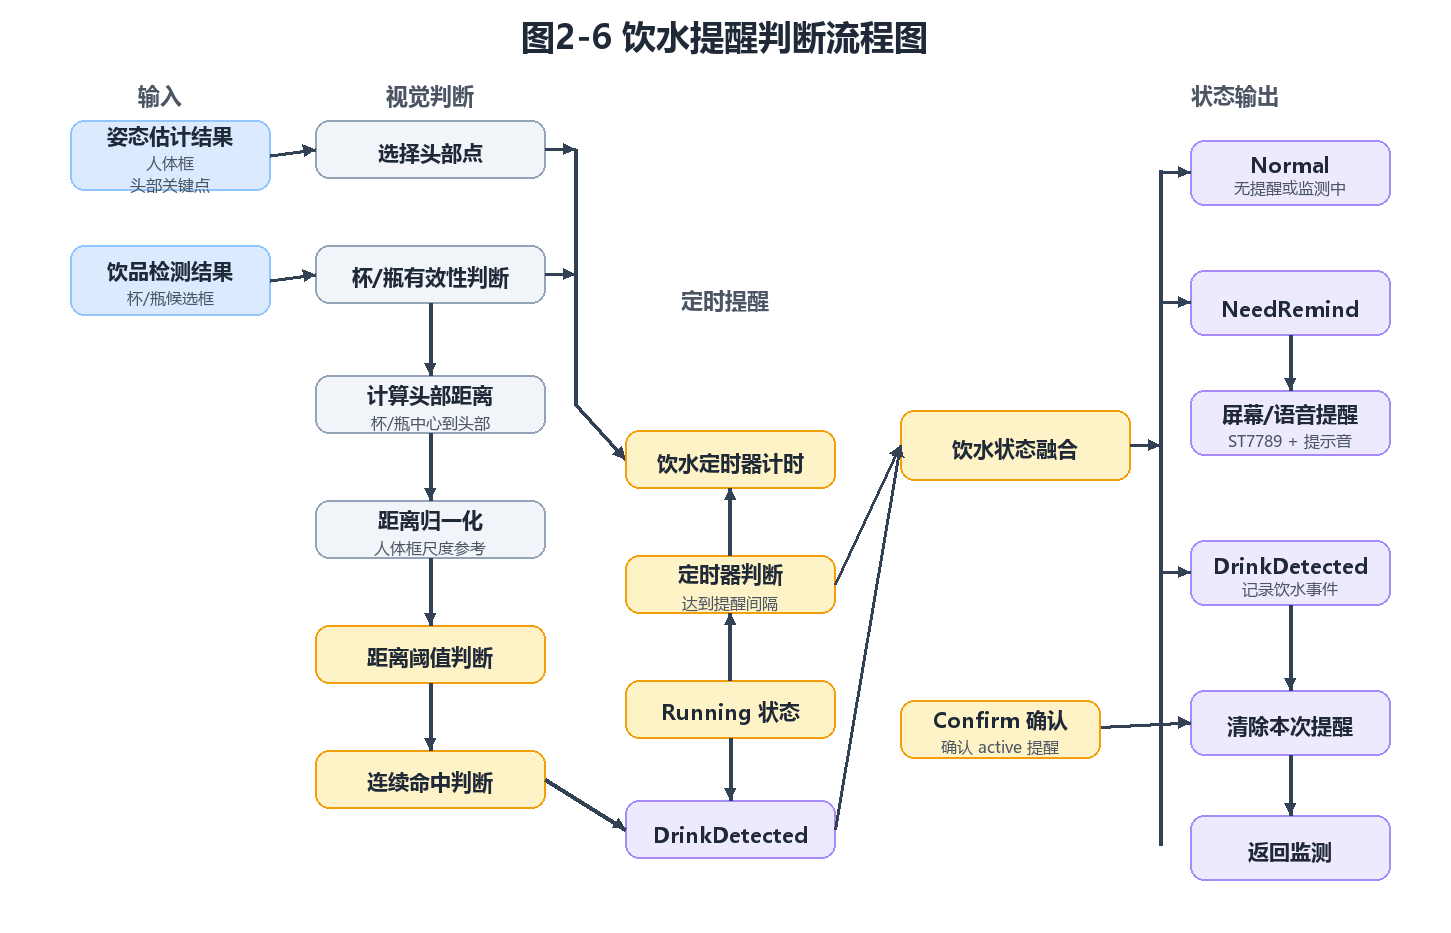 图2-6 饮水提醒判断流程图
输入
视觉判断
状态输出
姿态估计结果
人体框
头部关键点
选择头部点
饮品检测结果
杯/瓶候选框
杯/瓶有效性判断
计算头部距离
杯/瓶中心到头部
距离归一化
人体框尺度参考
距离阈值判断
连续命中判断
定时提醒
饮水定时器计时
定时器判断
达到提醒间隔
Running 状态
DrinkDetected
饮水状态融合
Confirm 确认
确认 active 提醒
Normal
无提醒或监测中
NeedRemind
屏幕/语音提醒
ST7789 + 提示音
DrinkDetected
记录饮水事件
清除本次提醒
返回监测